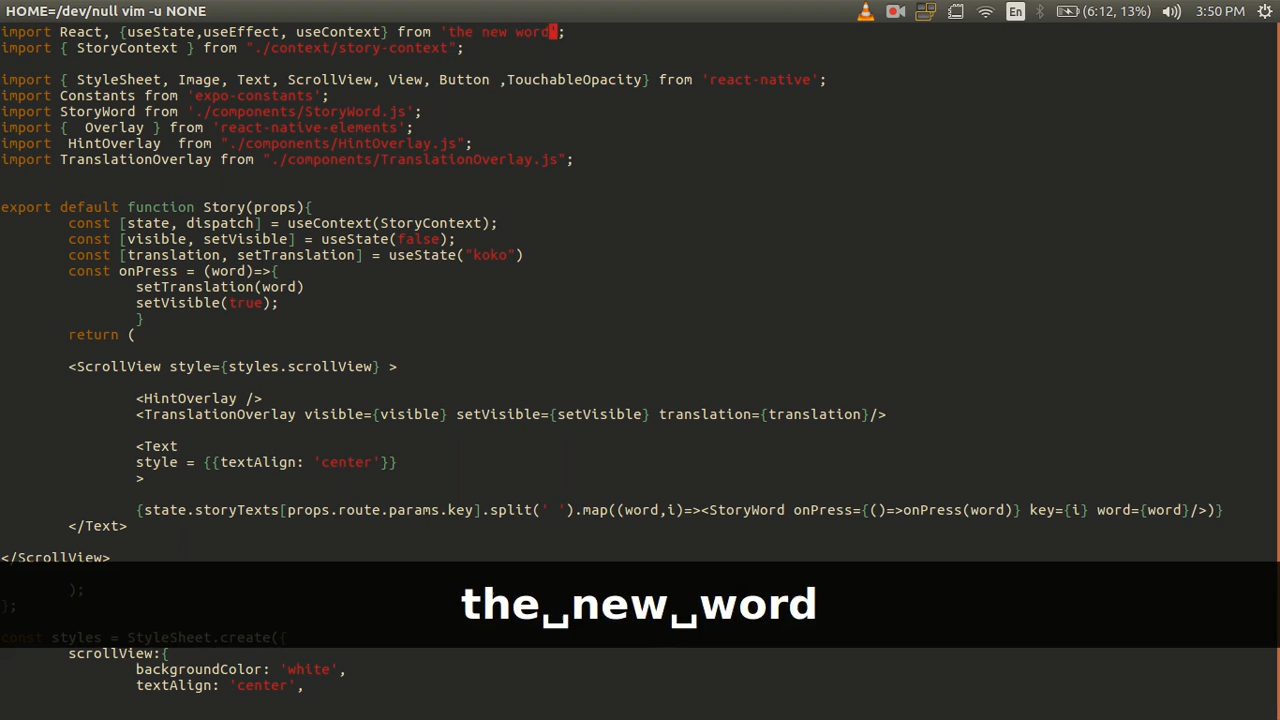 HOME=/dev/null vim -u NONE
En (6:12, 13%) 3:50 PM
import React, {useState,useEffect, useContext} from 'the new word';
import { StoryContext } from "./context/story-context";
import { StyleSheet, Image, Text, ScrollView, View, Button ,TouchableOpacity} from 'react-native';
import Constants from 'expo-constants';
import StoryWord from './components/StoryWord.js';
import {  Overlay } from 'react-native-elements';
import  HintOverlay  from "./components/HintOverlay.js";
import TranslationOverlay from "./components/TranslationOverlay.js";
export default function Story(props){
const [state, dispatch] = useContext(StoryContext);
const [visible, setVisible] = useState(false);
const [translation, setTranslation] = useState("koko")
const onPress = (word)=>{
setTranslation(word)
setVisible(true);
}
return (
<ScrollView style={styles.scrollView} >
<HintOverlay />
<TranslationOverlay visible={visible} setVisible={setVisible} translation={translation}/>
<Text
style = {{textAlign: 'center'}}
>
{state.storyTexts[props.route.params.key].split(' ').map((word,i)=><StoryWord onPress={()=>onPress(word)} key={i} word={word}/>)}
</Text>
</ScrollView>
);
};
the␣new␣word
const styles = StyleSheet.create({
scrollView:{
backgroundColor: 'white',
textAlign: 'center',